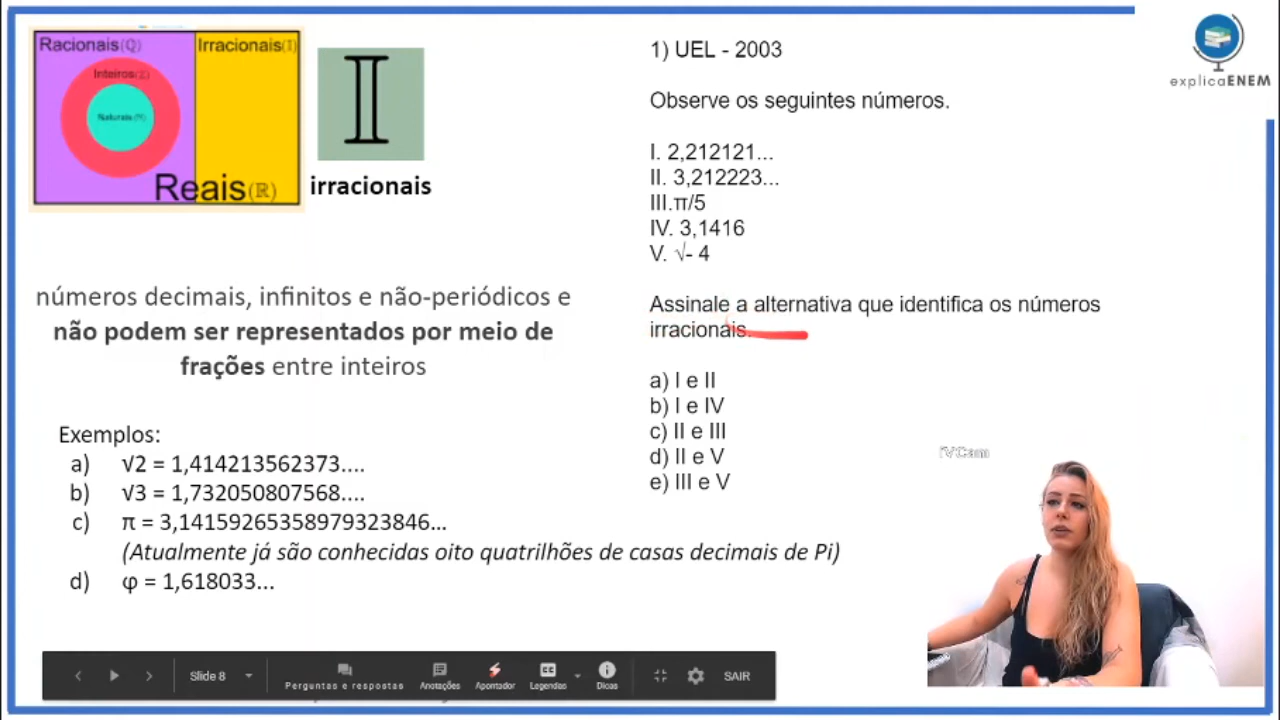 Racionais(Q)
Irracionais(I)
Inteiros(Z)
Naturais(N)
Reais(ℝ)
𝕀
irracionais
números decimais, infinitos e não-periódicos e
não podem ser representados por meio de
frações entre inteiros
Exemplos:
a) √2 = 1,414213562373....
b) √3 = 1,732050807568....
c) π = 3,14159265358979323846...
(Atualmente já são conhecidas oito quatrilhões de casas decimais de Pi)
d) φ = 1,618033...
1) UEL - 2003
Observe os seguintes números.
I. 2,212121...
II. 3,212223...
III.π/5
IV. 3,1416
V. √- 4
Assinale a alternativa que identifica os números
irracionais.
a) I e II
b) I e IV
c) II e III
d) II e V
e) III e V
explicaENEM
iVCam
Slide 8
Perguntas e respostas
Anotações
Apontador
Legendas
Dicas
SAIR